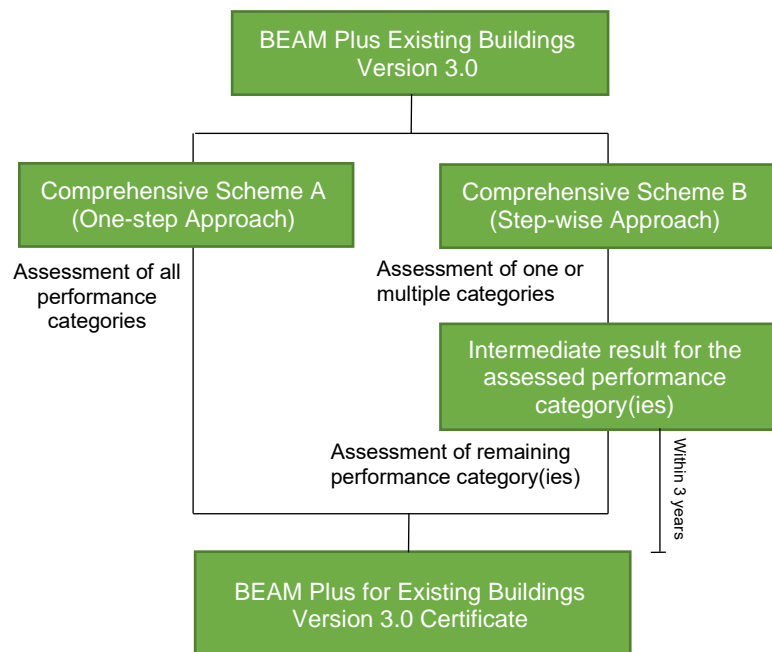 BEAM Plus Existing Buildings
Version 3.0
Comprehensive Scheme A
(One-step Approach)
Comprehensive Scheme B
(Step-wise Approach)
Assessment of all
performance
categories
Assessment of one or
multiple categories
Intermediate result for the
assessed performance
category(ies)
Assessment of remaining
performance category(ies)
Within 3 years
BEAM Plus for Existing Buildings
Version 3.0 Certificate